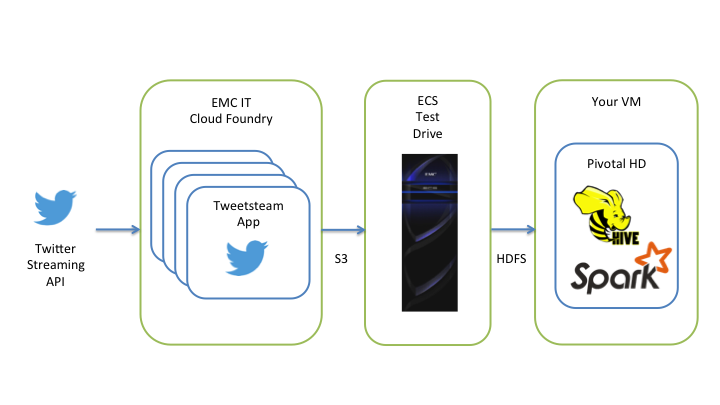 Twitter
Streaming
API
EMC IT
Cloud Foundry
Tweetsteam
App
S3
ECS
Test
Drive
EMC²
HDFS
Your VM
Pivotal HD
HIVE
Spark